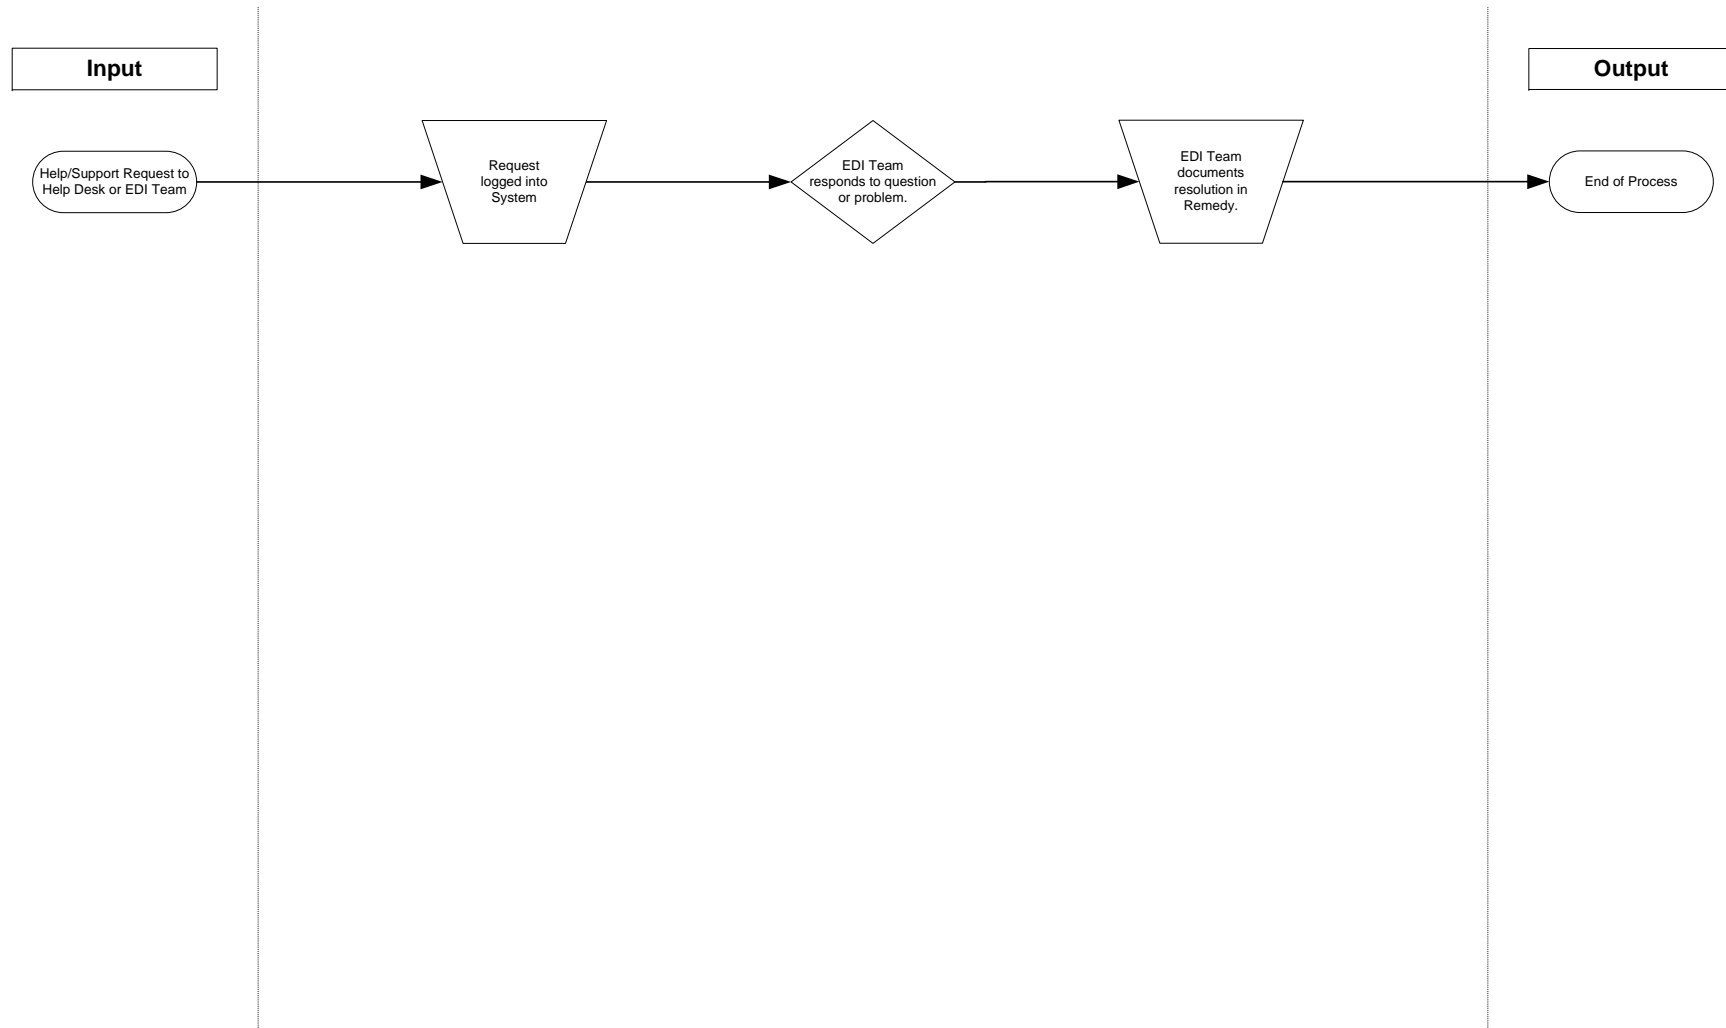 Input
Output
Help/Support Request to
Help Desk or EDI Team
Request
logged into
System
EDI Team
responds to question
or problem.
EDI Team
documents
resolution in
Remedy.
End of Process